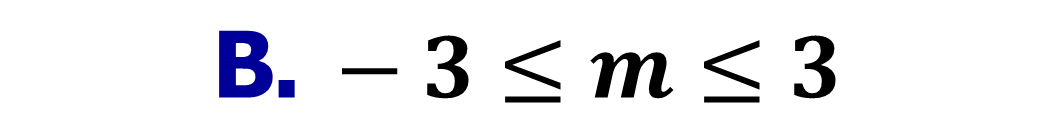 B. − 3 ≤ m ≤ 3